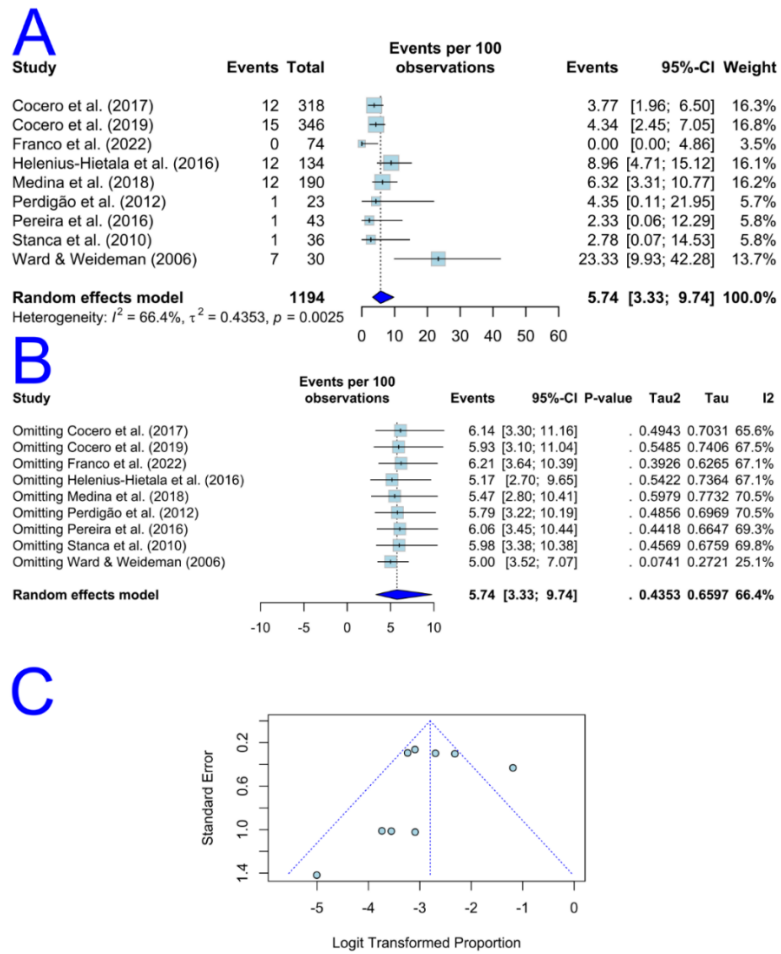 A
Events per 100
Study Events Total observations Events 95%-CI Weight
Cocero et al. (2017) 12 318 3.77 [1.96; 6.50] 16.3%
Cocero et al. (2019) 15 346 4.34 [2.45; 7.05] 16.8%
Franco et al. (2022) 0 74 0.00 [0.00; 4.86] 3.5%
Helenius-Hietala et al. (2016) 12 134 8.96 [4.71; 15.12] 16.1%
Medina et al. (2018) 12 190 6.32 [3.31; 10.77] 16.2%
Perdigão et al. (2012) 1 23 4.35 [0.11; 21.95] 5.7%
Pereira et al. (2016) 1 43 2.33 [0.06; 12.29] 5.8%
Stanca et al. (2010) 1 36 2.78 [0.07; 14.53] 5.8%
Ward & Weideman (2006) 7 30 23.33 [9.93; 42.28] 13.7%
Random effects model 1194 5.74 [3.33; 9.74] 100.0%
Heterogeneity: I² = 66.4%, τ² = 0.4353, p = 0.0025
0 10 20 30 40 50 60
B
Events per 100
Study observations Events 95%-CI P-value Tau2 Tau I2
Omitting Cocero et al. (2017) 6.14 [3.30; 11.16] . 0.4943 0.7031 65.6%
Omitting Cocero et al. (2019) 5.93 [3.10; 11.04] . 0.5485 0.7406 67.5%
Omitting Franco et al. (2022) 6.21 [3.64; 10.39] . 0.3926 0.6265 67.1%
Omitting Helenius-Hietala et al. (2016) 5.17 [2.70; 9.65] . 0.5422 0.7364 67.1%
Omitting Medina et al. (2018) 5.47 [2.80; 10.41] . 0.5979 0.7732 70.5%
Omitting Perdigão et al. (2012) 5.79 [3.22; 10.19] . 0.4856 0.6969 70.5%
Omitting Pereira et al. (2016) 6.06 [3.45; 10.44] . 0.4418 0.6647 69.3%
Omitting Stanca et al. (2010) 5.98 [3.38; 10.38] . 0.4569 0.6759 69.8%
Omitting Ward & Weideman (2006) 5.00 [3.52; 7.07] . 0.0741 0.2721 25.1%
Random effects model 5.74 [3.33; 9.74] . 0.4353 0.6597 66.4%
-10 -5 0 5 10
C
Standard Error
0.2
0.6
1.0
1.4
-5 -4 -3 -2 -1 0
Logit Transformed Proportion